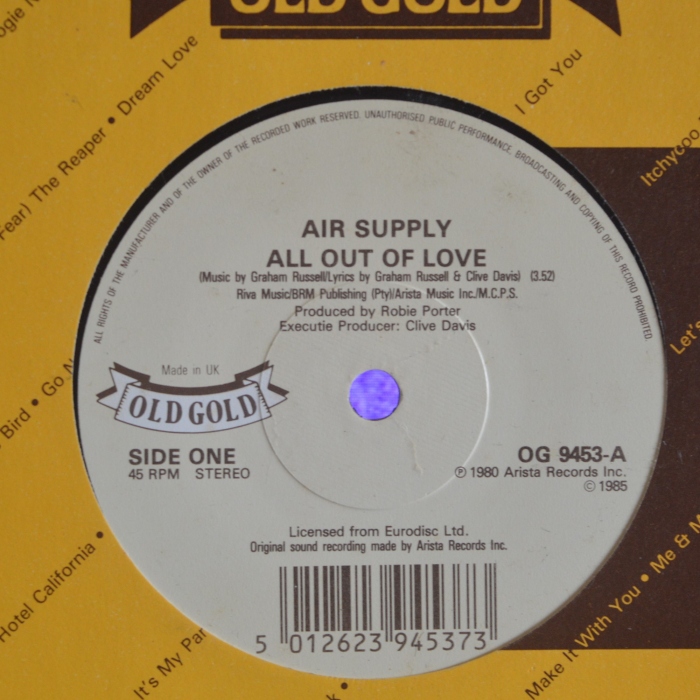 OLD GOLD
Dream Love
Fear) The Reaper •
I Got You
Itchycoo
ALL RIGHTS OF THE MANUFACTURER AND OF THE OWNER OF THE RECORDED WORK RESERVED. UNAUTHORISED PUBLIC PERFORMANCE, BROADCASTING AND COPYING OF THIS RECORD PROHIBITED.
AIR SUPPLY
ALL OUT OF LOVE
(Music by Graham Russell/Lyrics by Graham Russell & Clive Davis) (3.52)
Riva Music/BRM Publishing (Pty)/Arista Music Inc./M.C.P.S.
Produced by Robie Porter
Executie Producer: Clive Davis
Made in UK
OLD GOLD
SIDE ONE
45 RPM STEREO
OG 9453-A
℗ 1980 Arista Records Inc.
© 1985
Licensed from Eurodisc Ltd.
Original sound recording made by Arista Records Inc.
5 012623 945373
Bird • Go
Let's
Hotel California •
It's My
Make It With You • Me &